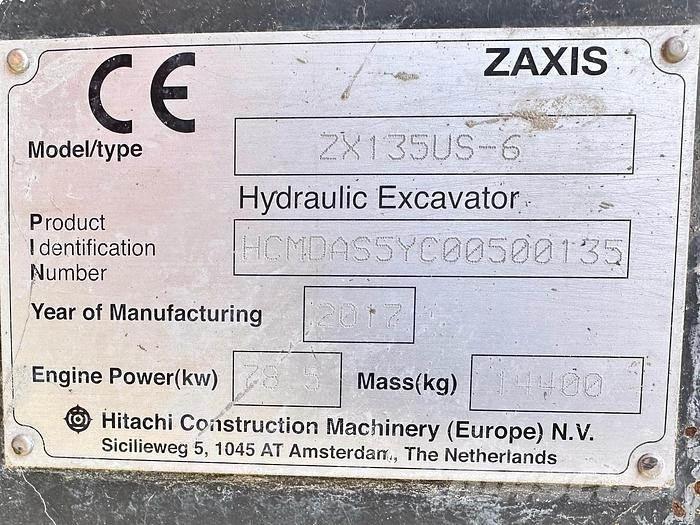 CE ZAXIS
Model/type ZX135US-6
Hydraulic Excavator
Product
Identification HCMDAS5YC00500135
Number
Year of Manufacturing 2017
Engine Power(kw) 78.5 Mass(kg) 14400
Hitachi Construction Machinery (Europe) N.V.
Sicilieweg 5, 1045 AT Amsterdam, The Netherlands